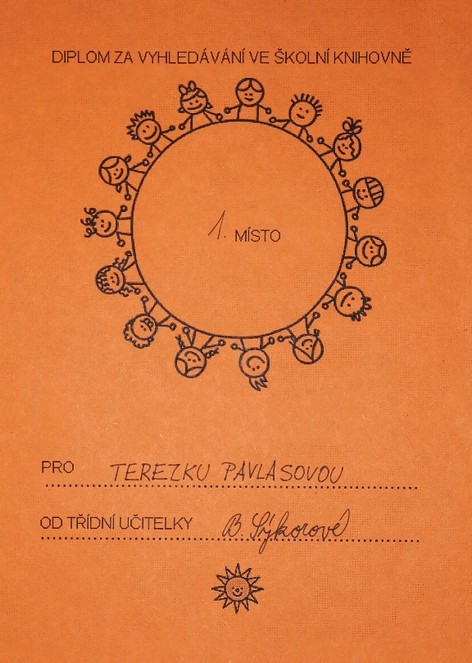 DIPLOM ZA VYHLEDÁVÁNÍ VE ŠKOLNÍ KNIHOVNĚ
1. MÍSTO
PRO TEREZKU PAVLASOVOU
OD TŘÍDNÍ UČITELKY B. Sýkorové